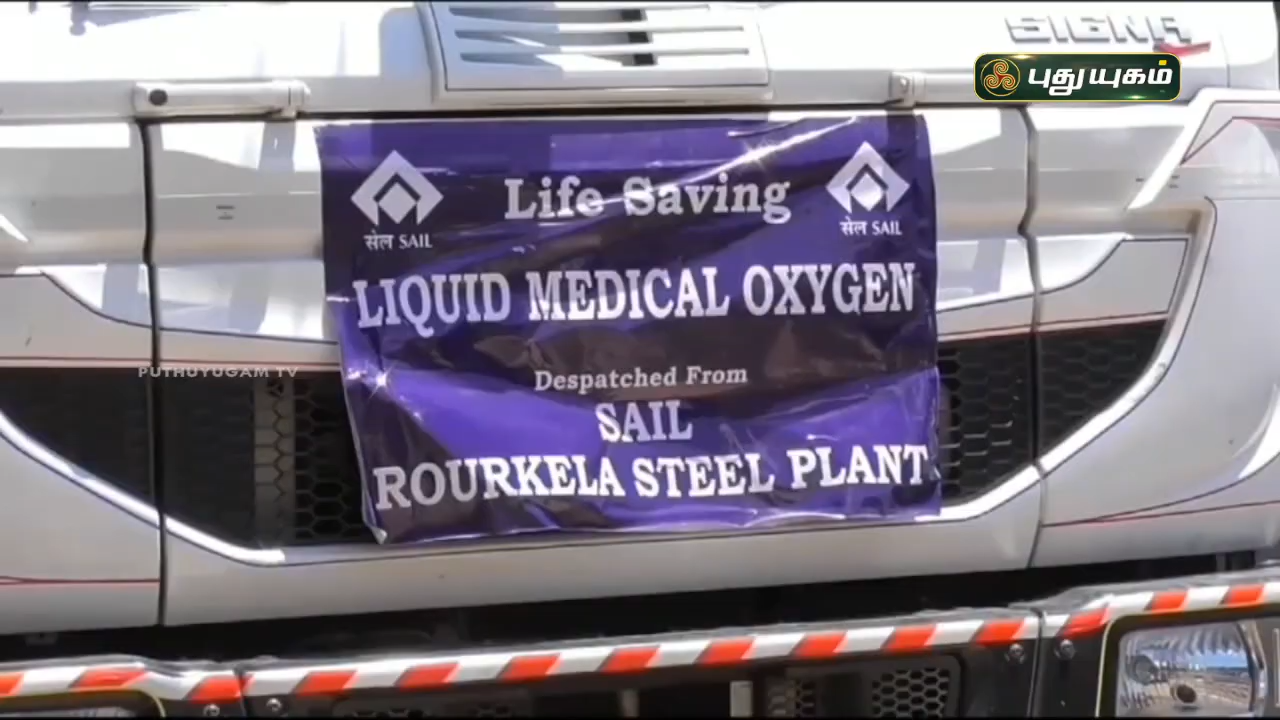 SIGNA
புதுயுகம்
Life Saving
सेल SAIL
सेल SAIL
LIQUID MEDICAL OXYGEN
PUTHUYUGAM TV
Despatched From
SAIL
ROURKELA STEEL PLANT